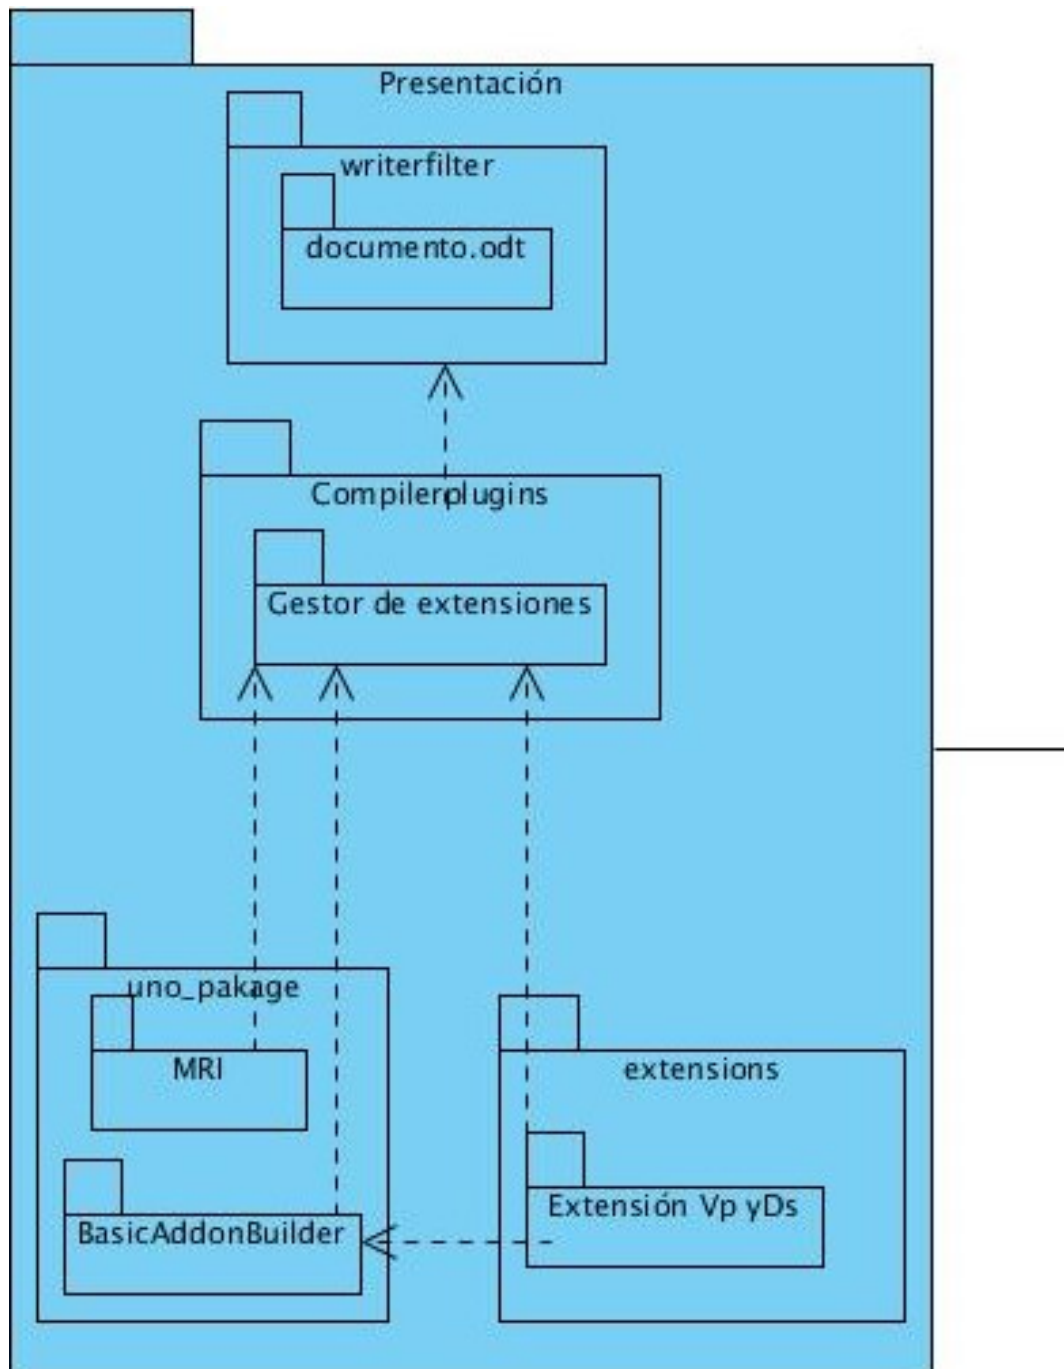 Presentación
writerfilter
documento.odt
Compilerplugins
Gestor de extensiones
uno_pakage
MRI
BasicAddonBuilder
extensions
Extensión Vp yDs